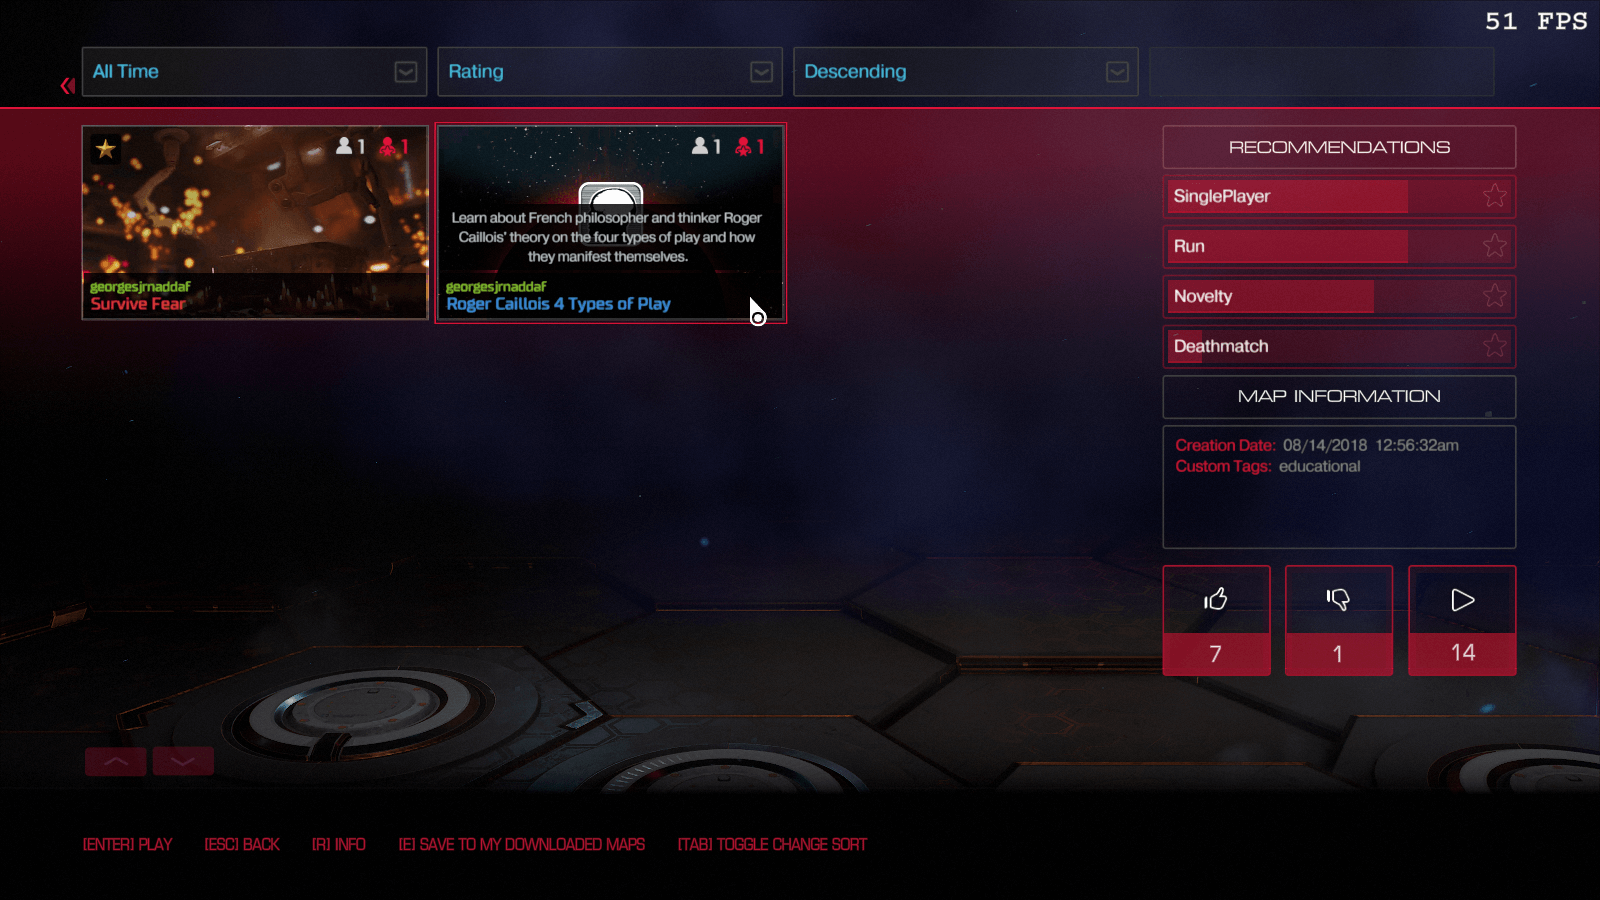 51 FPS
All Time
Rating
Descending
1 1
georgesjrnaddaf
Survive Fear
1 1
Learn about French philosopher and thinker Roger
Caillois' theory on the four types of play and how
they manifest themselves.
georgesjrnaddaf
Roger Caillois 4 Types of Play
RECOMMENDATIONS
SinglePlayer
Run
Novelty
Deathmatch
MAP INFORMATION
Creation Date: 08/14/2018 12:56:32am
Custom Tags: educational
7
1
14
[ENTER] PLAY [ESC] BACK [R] INFO [E] SAVE TO MY DOWNLOADED MAPS [TAB] TOGGLE CHANGE SORT